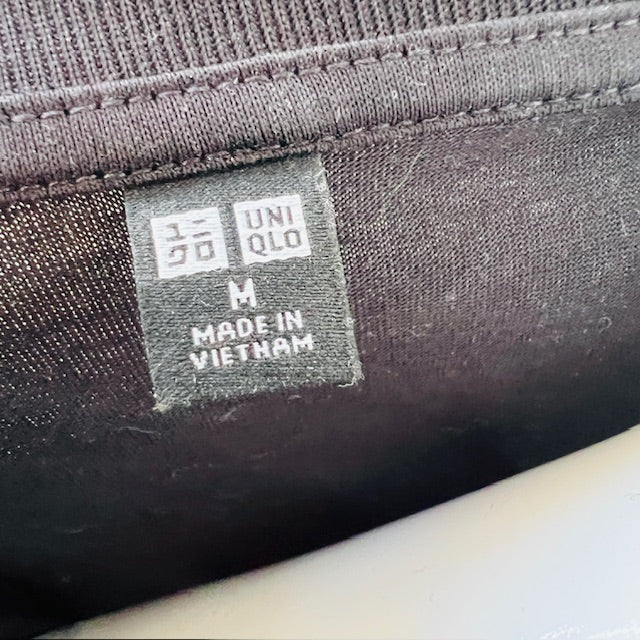 ユニ UNI
クロ QLO
M
MADE IN
VIETNAM